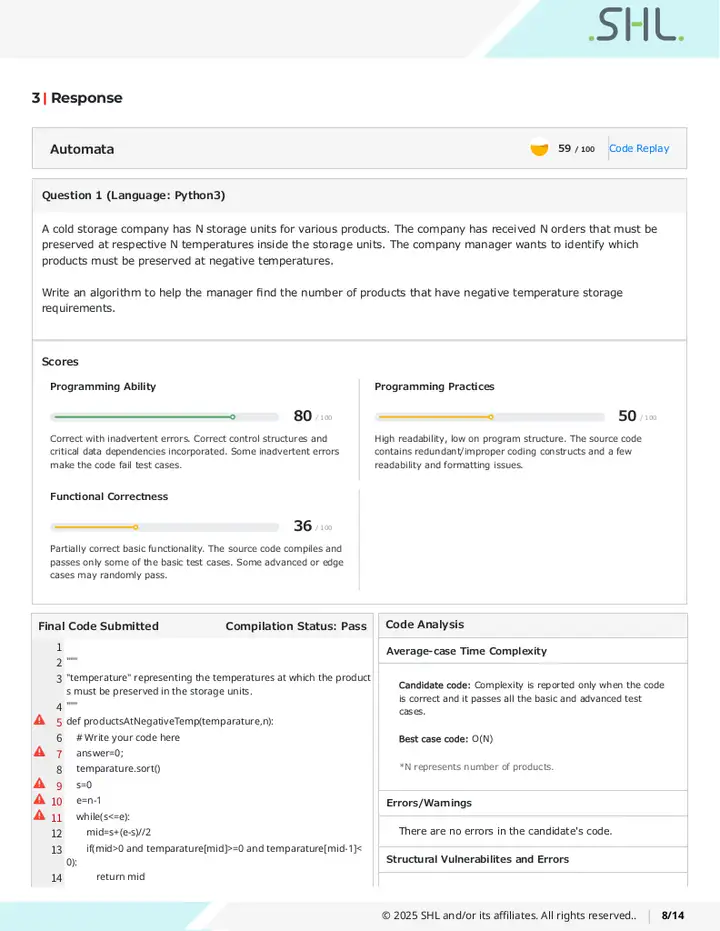 .SHL.
3 | Response
Automata
59 / 100
Code Replay
Question 1 (Language: Python3)
A cold storage company has N storage units for various products. The company has received N orders that must be
preserved at respective N temperatures inside the storage units. The company manager wants to identify which
products must be preserved at negative temperatures.
Write an algorithm to help the manager find the number of products that have negative temperature storage
requirements.
Scores
Programming Ability
80 / 100
Correct with inadvertent errors. Correct control structures and
critical data dependencies incorporated. Some inadvertent errors
make the code fail test cases.
Programming Practices
50 / 100
High readability, low on program structure. The source code
contains redundant/improper coding constructs and a few
readability and formatting issues.
Functional Correctness
36 / 100
Partially correct basic functionality. The source code compiles and
passes only some of the basic test cases. Some advanced or edge
cases may randomly pass.
Final Code Submitted Compilation Status: Pass
1
2 """
3 "temperature" representing the temperatures at which the product
s must be preserved in the storage units.
4 """
5 def productsAtNegativeTemp(temparature,n):
6 # Write your code here
7 answer=0;
8 temparature.sort()
9 s=0
10 e=n-1
11 while(s<=e):
12 mid=s+(e-s)//2
13 if(mid>0 and temparature[mid]>=0 and temparature[mid-1]<
0):
14 return mid
Code Analysis
Average-case Time Complexity
Candidate code: Complexity is reported only when the code
is correct and it passes all the basic and advanced test
cases.
Best case code: O(N)
*N represents number of products.
Errors/Warnings
There are no errors in the candidate's code.
Structural Vulnerabilites and Errors
© 2025 SHL and/or its affiliates. All rights reserved.. 8/14